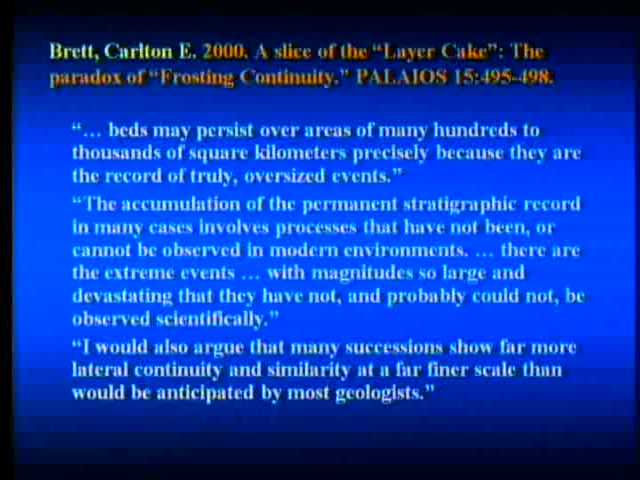 Brett, Carlton E. 2000. A slice of the “Layer Cake”: The
paradox of “Frosting Continuity.” PALAIOS 15:495-498.
“… beds may persist over areas of many hundreds to
thousands of square kilometers precisely because they are
the record of truly, oversized events.”
“The accumulation of the permanent stratigraphic record
in many cases involves processes that have not been, or
cannot be observed in modern environments. … there are
the extreme events … with magnitudes so large and
devastating that they have not, and probably could not, be
observed scientifically.”
“I would also argue that many successions show far more
lateral continuity and similarity at a far finer scale than
would be anticipated by most geologists.”